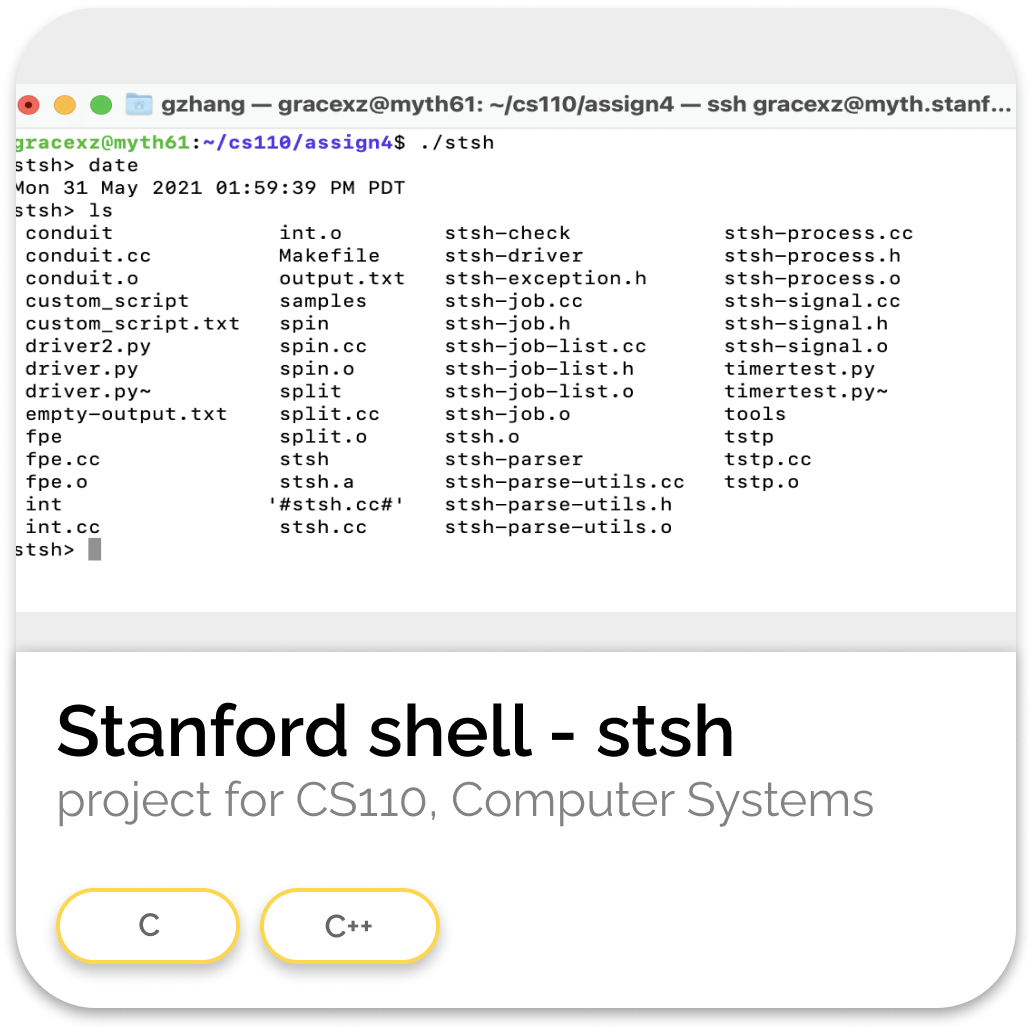 gzhang — gracexz@myth61: ~/cs110/assign4 — ssh gracexz@myth.stanf...
gracexz@myth61:~/cs110/assign4$ ./stsh
stsh> date
Mon 31 May 2021 01:59:39 PM PDT
stsh> ls
conduit int.o stsh-check stsh-process.cc
conduit.cc Makefile stsh-driver stsh-process.h
conduit.o output.txt stsh-exception.h stsh-process.o
custom_script samples stsh-job.cc stsh-signal.cc
custom_script.txt spin stsh-job.h stsh-signal.h
driver2.py spin.cc stsh-job-list.cc stsh-signal.o
driver.py spin.o stsh-job-list.h timertest.py
driver.py~ split stsh-job-list.o timertest.py~
empty-output.txt split.cc stsh-job.o tools
fpe split.o stsh.o tstp
fpe.cc stsh stsh-parser tstp.cc
fpe.o stsh.a stsh-parse-utils.cc tstp.o
int '#stsh.cc#' stsh-parse-utils.h
int.cc stsh.cc stsh-parse-utils.o
stsh>
Stanford shell - stsh
project for CS110, Computer Systems
C C++